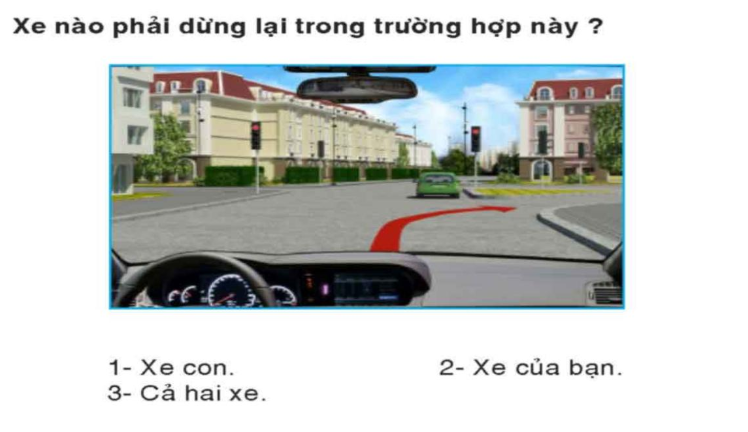 Xe nào phải dừng lại trong trường hợp này ?
1- Xe con.
2- Xe của bạn.
3- Cả hai xe.